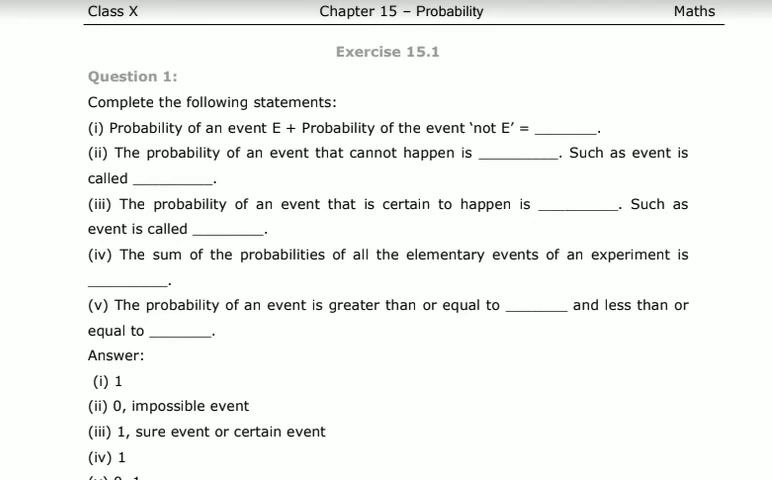 Class X Chapter 15 – Probability Maths
Exercise 15.1
Question 1:
Complete the following statements:
(i) Probability of an event E + Probability of the event ‘not E’ = _______.
(ii) The probability of an event that cannot happen is _________. Such as event is
called _________.
(iii) The probability of an event that is certain to happen is _________. Such as
event is called ________.
(iv) The sum of the probabilities of all the elementary events of an experiment is
_________.
(v) The probability of an event is greater than or equal to _______ and less than or
equal to _______.
Answer:
(i) 1
(ii) 0, impossible event
(iii) 1, sure event or certain event
(iv) 1